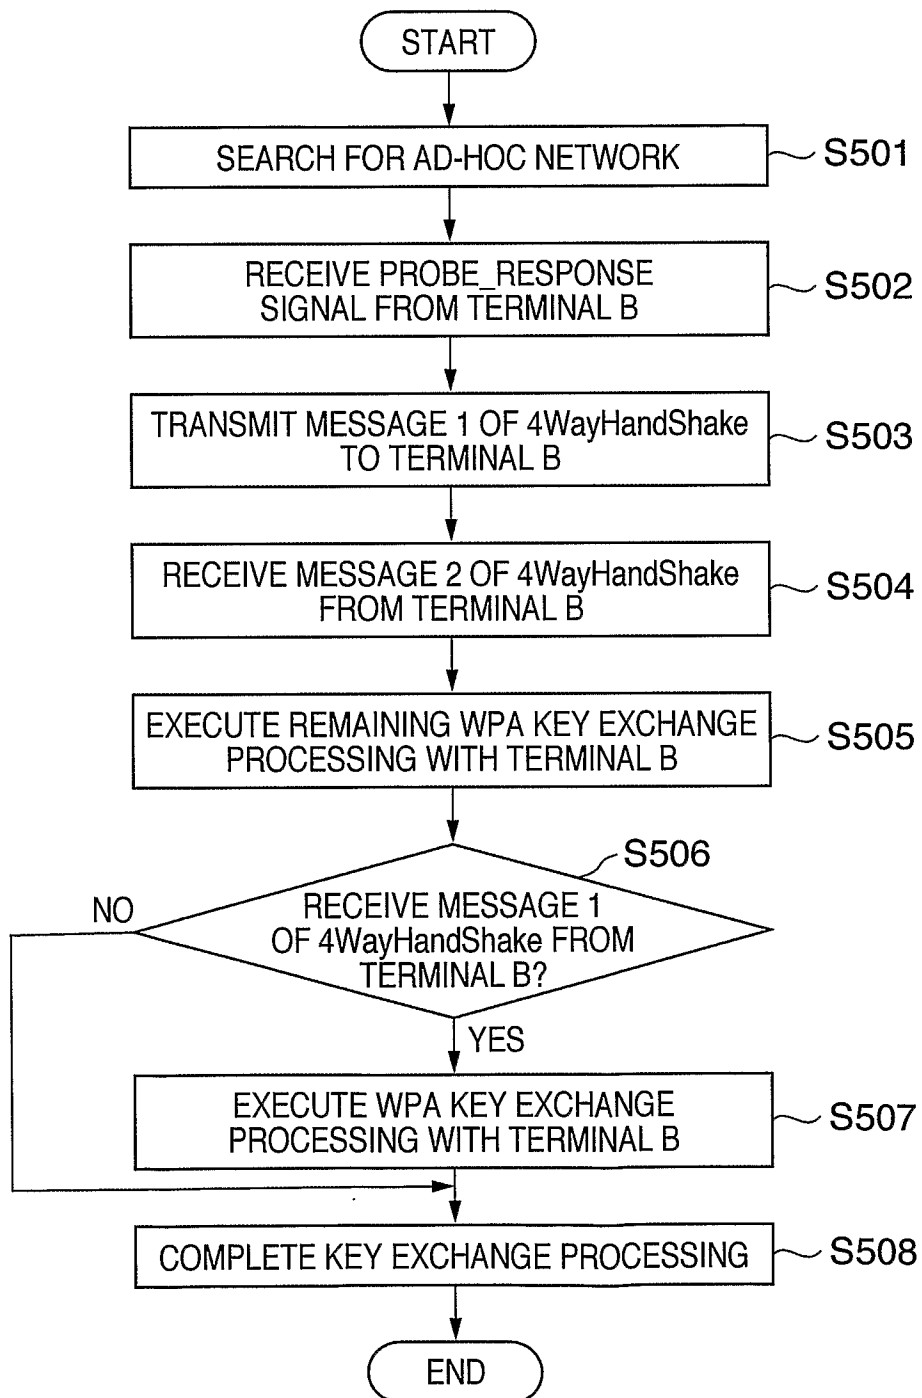 START
SEARCH FOR AD-HOC NETWORK
S501
RECEIVE PROBE_RESPONSE
SIGNAL FROM TERMINAL B
S502
TRANSMIT MESSAGE 1 OF 4WayHandShake
TO TERMINAL B
S503
RECEIVE MESSAGE 2 OF 4WayHandShake
FROM TERMINAL B
S504
EXECUTE REMAINING WPA KEY EXCHANGE
PROCESSING WITH TERMINAL B
S505
S506
NO
RECEIVE MESSAGE 1
OF 4WayHandShake FROM
TERMINAL B?
YES
EXECUTE WPA KEY EXCHANGE
PROCESSING WITH TERMINAL B
S507
COMPLETE KEY EXCHANGE PROCESSING
S508
END